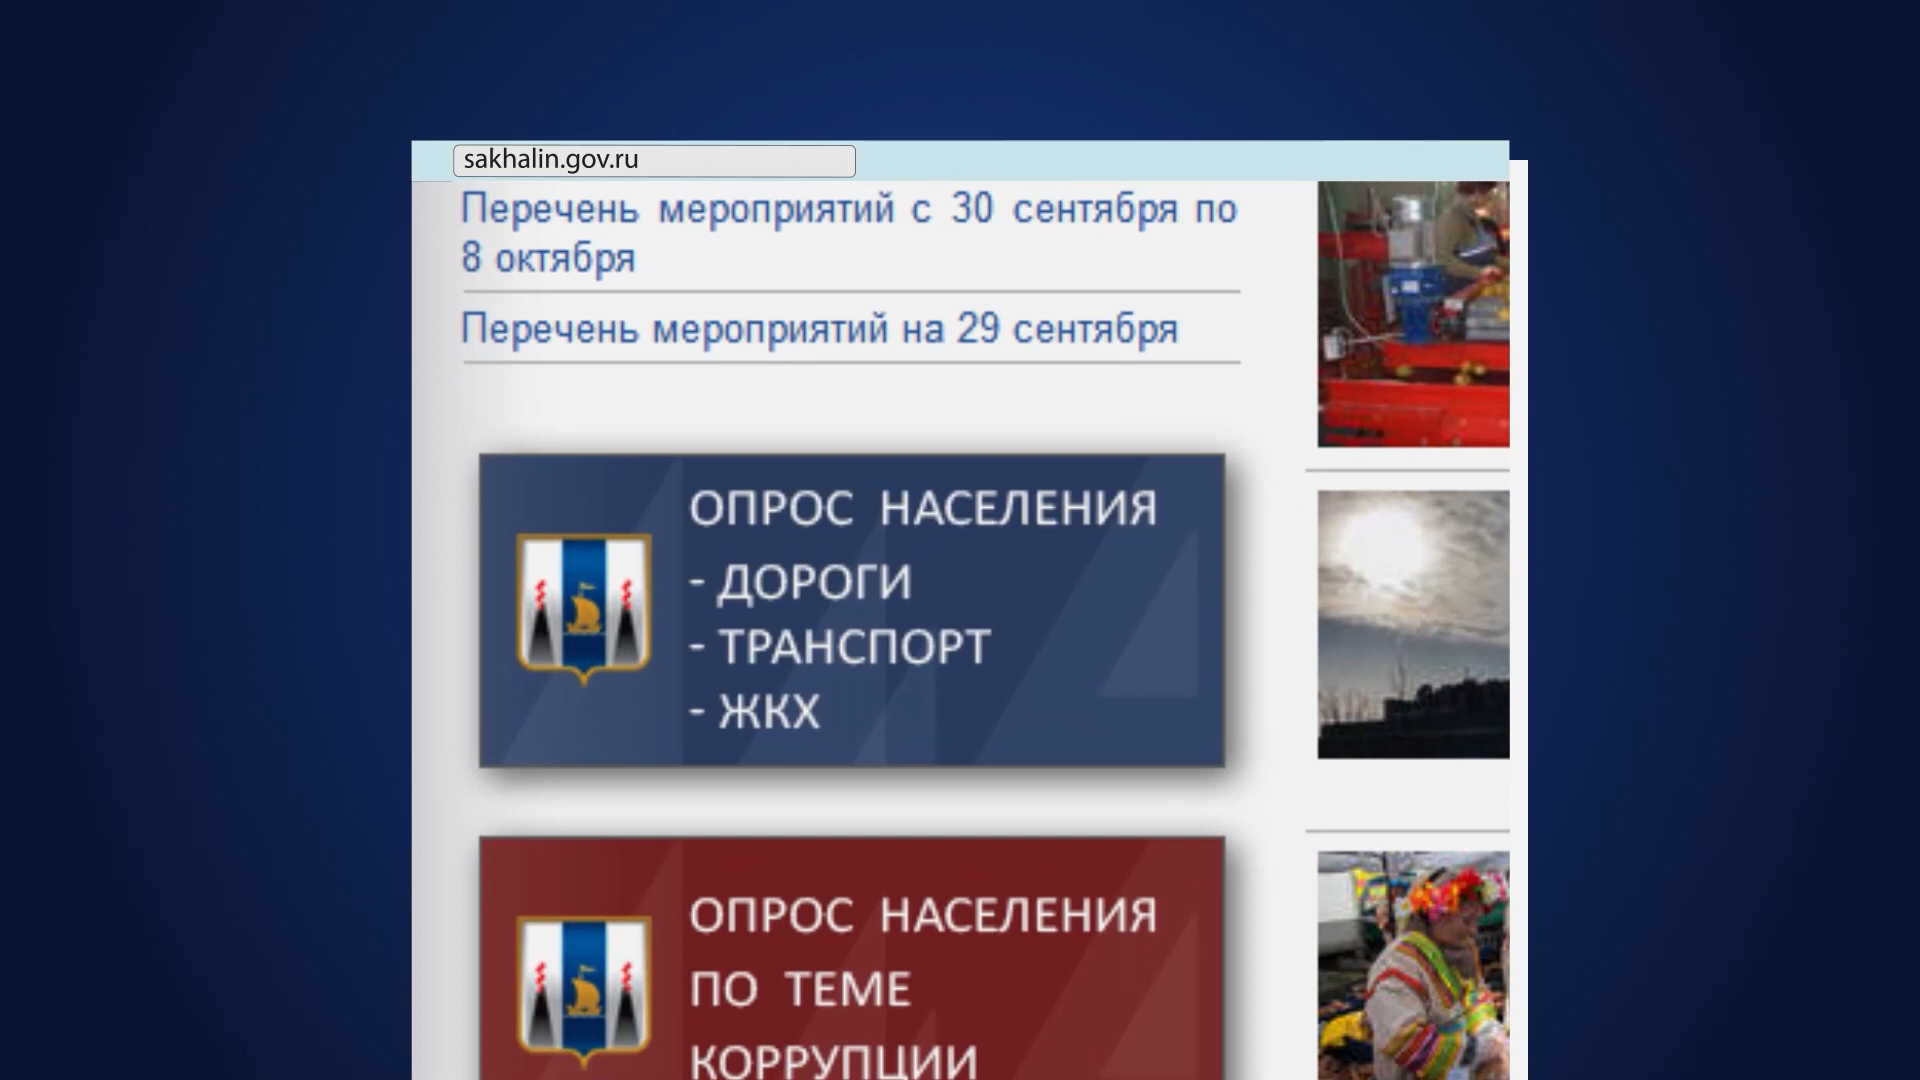 sakhalin.gov.ru
Перечень мероприятий с 30 сентября по
8 октября
Перечень мероприятий на 29 сентября
ОПРОС НАСЕЛЕНИЯ
- ДОРОГИ
- ТРАНСПОРТ
- ЖКХ
ОПРОС НАСЕЛЕНИЯ
ПО ТЕМЕ
КОРРУПЦИИ